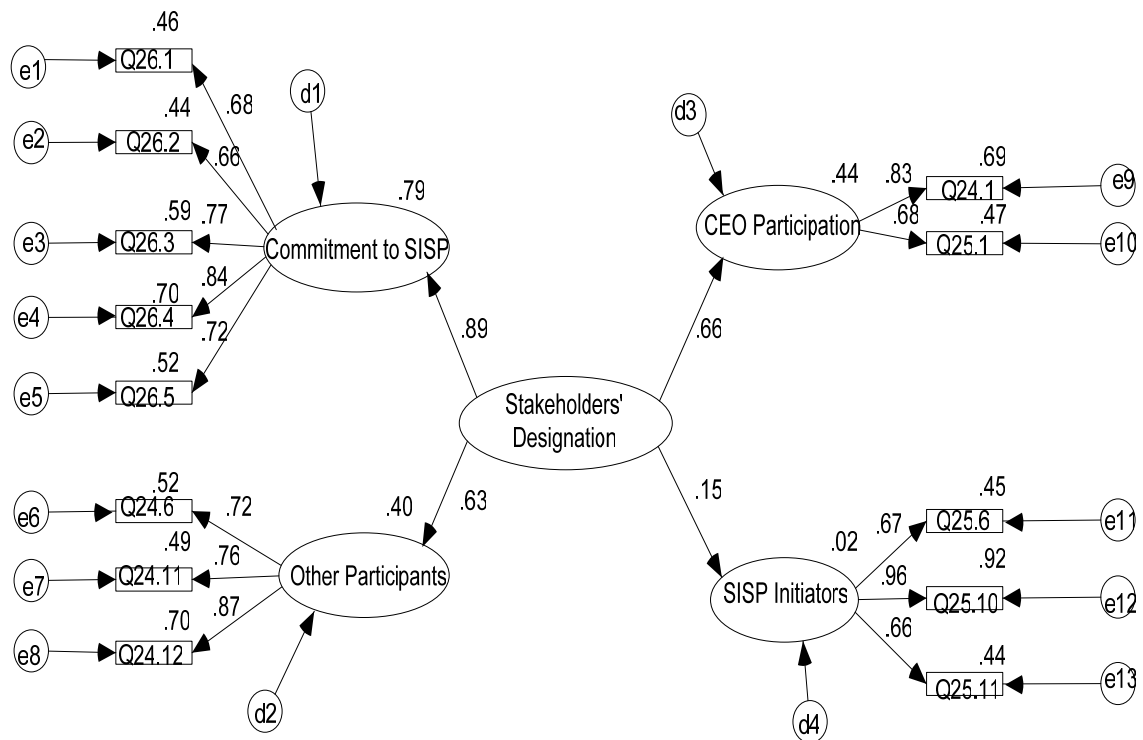 .46
e1
Q26.1
.68
.44
e2
Q26.2
.66
.59
e3
Q26.3
.77
.70
e4
Q26.4
.84
.52
e5
Q26.5
.72
d1
.79
Commitment to SISP
.89
d3
.44
CEO Participation
.83
.69
Q24.1
e9
.68
.47
Q25.1
e10
.66
Stakeholders'
Designation
.52
e6
Q24.6
.72
.49
e7
Q24.11
.76
.70
e8
Q24.12
.87
.40
.63
Other Participants
d2
.15
.02
SISP Initiators
d4
.67
.45
Q25.6
e11
.96
.92
Q25.10
e12
.66
.44
Q25.11
e13